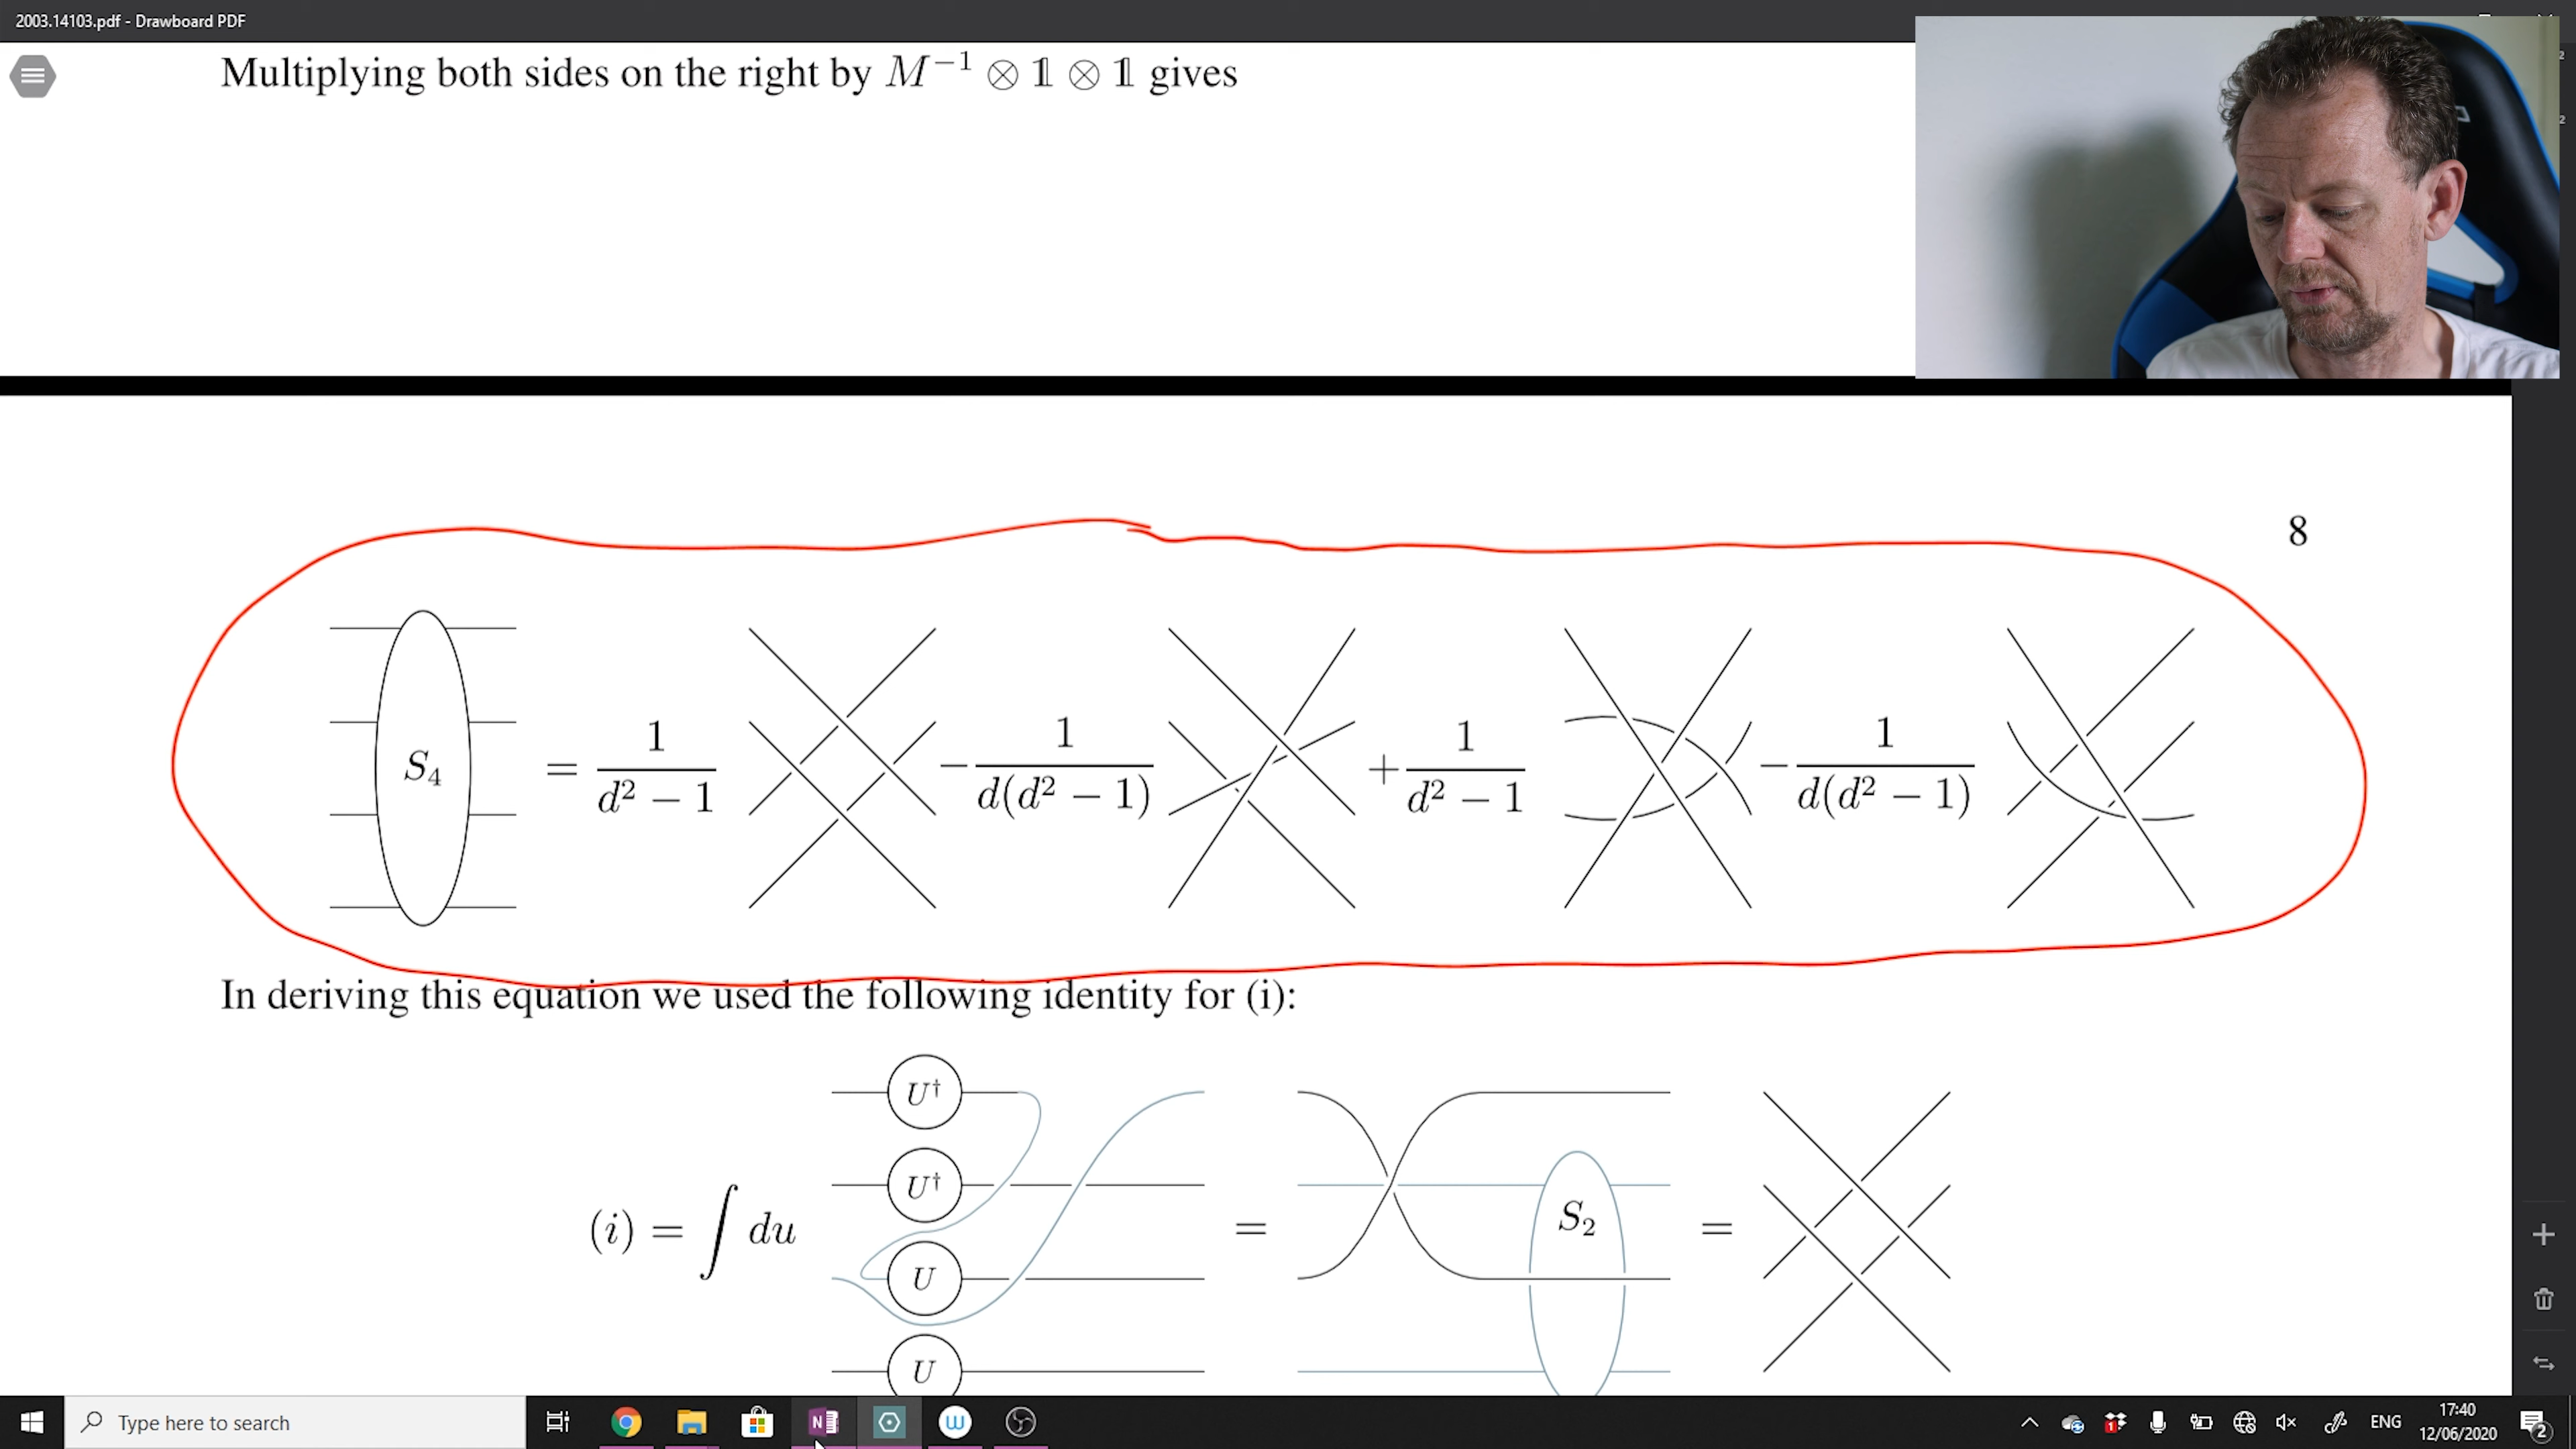 2003.14103.pdf - Drawboard PDF
Multiplying both sides on the right by M⁻¹ ⊗ 𝟙 ⊗ 𝟙 gives
8
S₄ = 1/(d² − 1) − 1/(d(d² − 1)) + 1/(d² − 1) − 1/(d(d² − 1))
In deriving this equation we used the following identity for (i):
U†
U†
(i) = ∫ du = S₂ =
U
U
Type here to search
ENG
17:40
12/06/2020
2